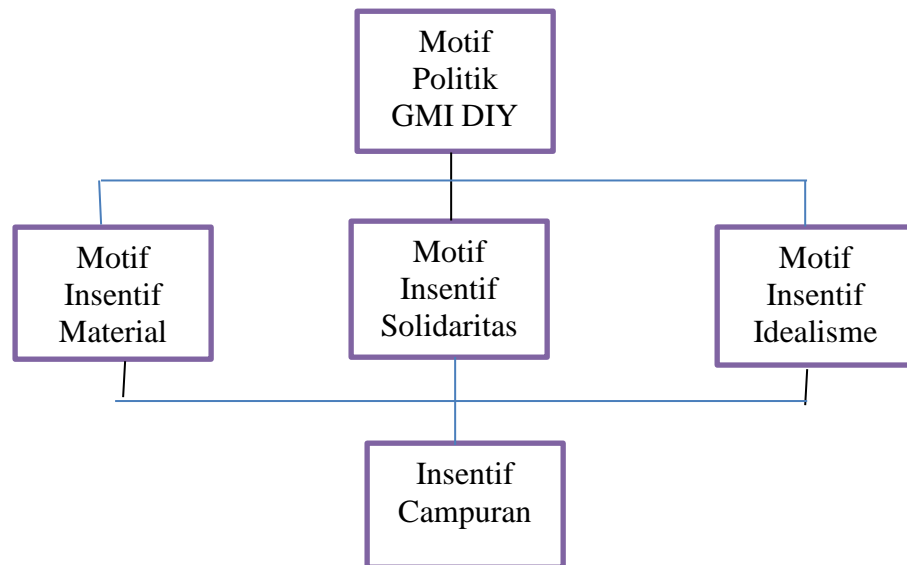 Motif
Politik
GMI DIY
Motif
Insentif
Material
Motif
Insentif
Solidaritas
Motif
Insentif
Idealisme
Insentif
Campuran